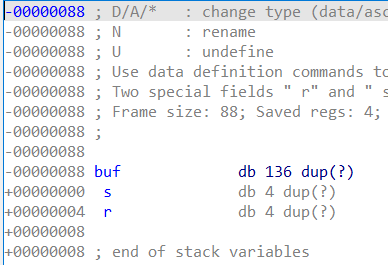 -00000088 ; D/A/* : change type (data/asc
-00000088 ; N : rename
-00000088 ; U : undefine
-00000088 ; Use data definition commands to
-00000088 ; Two special fields " r" and " s
-00000088 ; Frame size: 88; Saved regs: 4;
-00000088 ;
-00000088
-00000088 buf db 136 dup(?)
+00000000 s db 4 dup(?)
+00000004 r db 4 dup(?)
+00000008
+00000008 ; end of stack variables